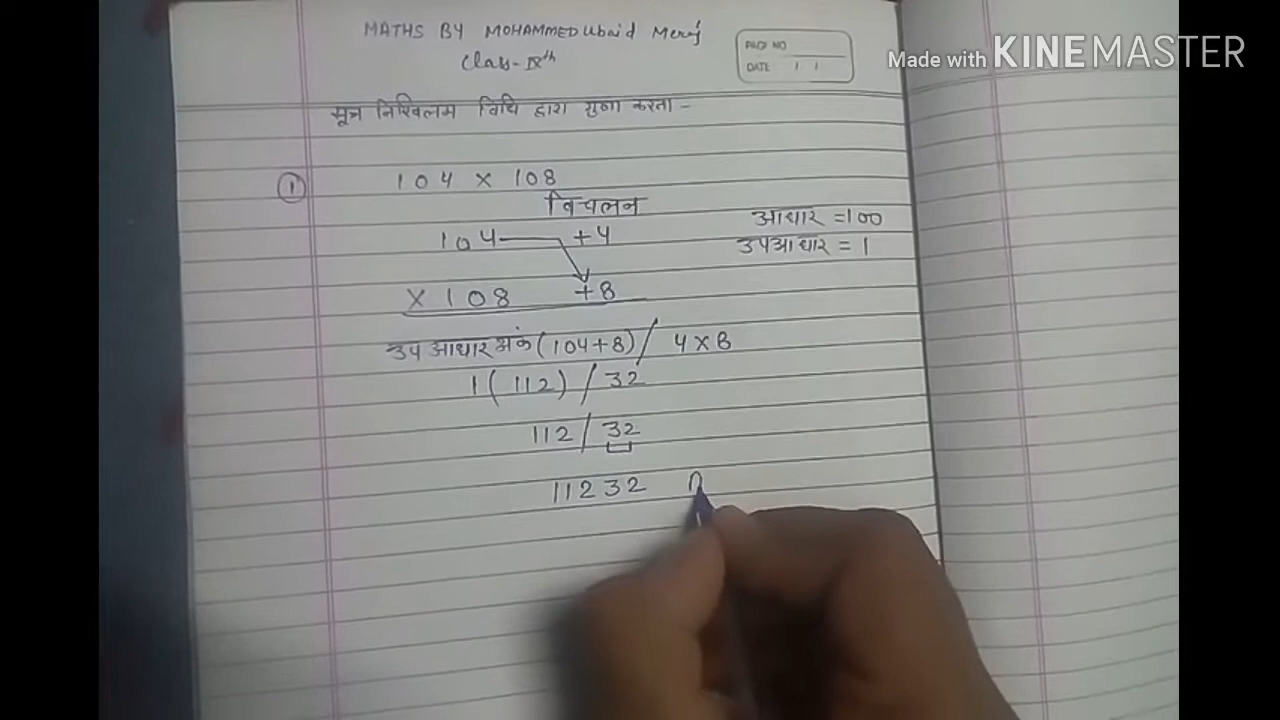 MATHS BY MOHAMMED Ubaid Meraj
Class-IXth
PAGE NO
DATE / /
Made with KINEMASTER
सूत्र निखिलम विधि द्वारा गुणा करता -
① 104 × 108
विचलन
104 +4
आधार = 100
उपआधार = 1
× 108 +8
उप आधार अंक (104+8) / 4×8
1 (112) / 32
112 / 32
11232